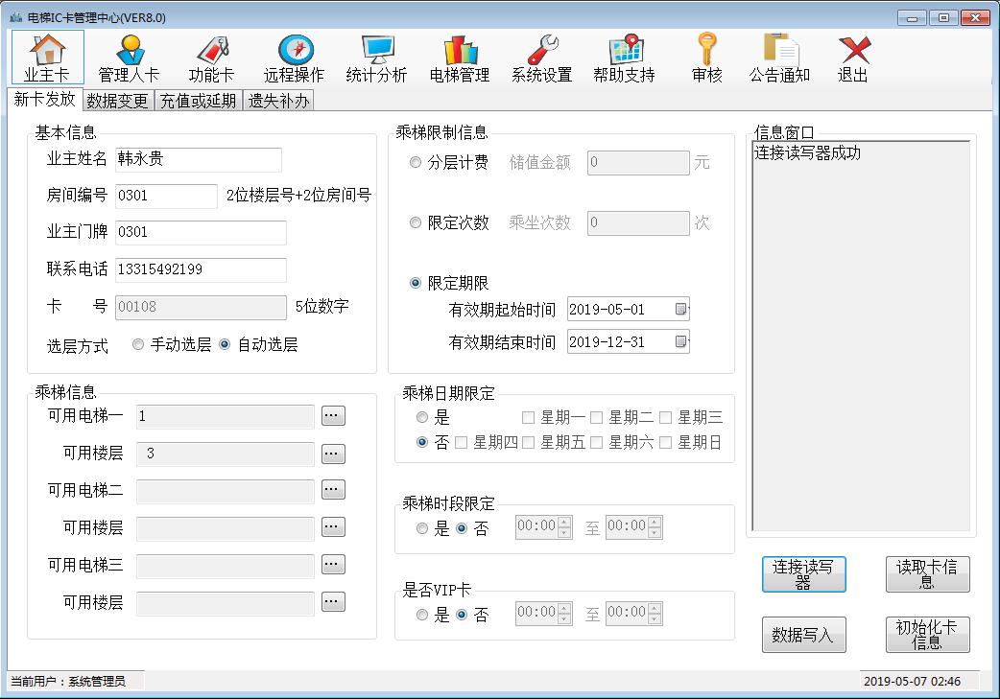 电梯IC卡管理中心(VER8.0)
业主卡 管理人卡 功能卡 远程操作 统计分析 电梯管理 系统设置 帮助支持 审核 公告通知 退出
新卡发放 数据变更 充值或延期 遗失补办
基本信息
业主姓名 韩永贵
房间编号 0301 2位楼层号+2位房间号
业主门牌 0301
联系电话 13315492199
卡 号 00108 5位数字
选层方式 手动选层 自动选层
乘梯信息
可用电梯一 1 ...
可用楼层 3 ...
可用电梯二 ...
可用楼层 ...
可用电梯三 ...
可用楼层 ...
乘梯限制信息
分层计费 储值金额 0 元
限定次数 乘坐次数 0 次
限定期限
有效期起始时间 2019-05-01
有效期结束时间 2019-12-31
乘梯日期限定
是 星期一 星期二 星期三
否 星期四 星期五 星期六 星期日
乘梯时段限定
是 否 00:00 至 00:00
是否VIP卡
是 否 00:00 至 00:00
信息窗口
连接读写器成功
连接读写
器
读取卡信
息
数据写入
初始化卡
信息
当前用户：系统管理员
2019-05-07 02:46